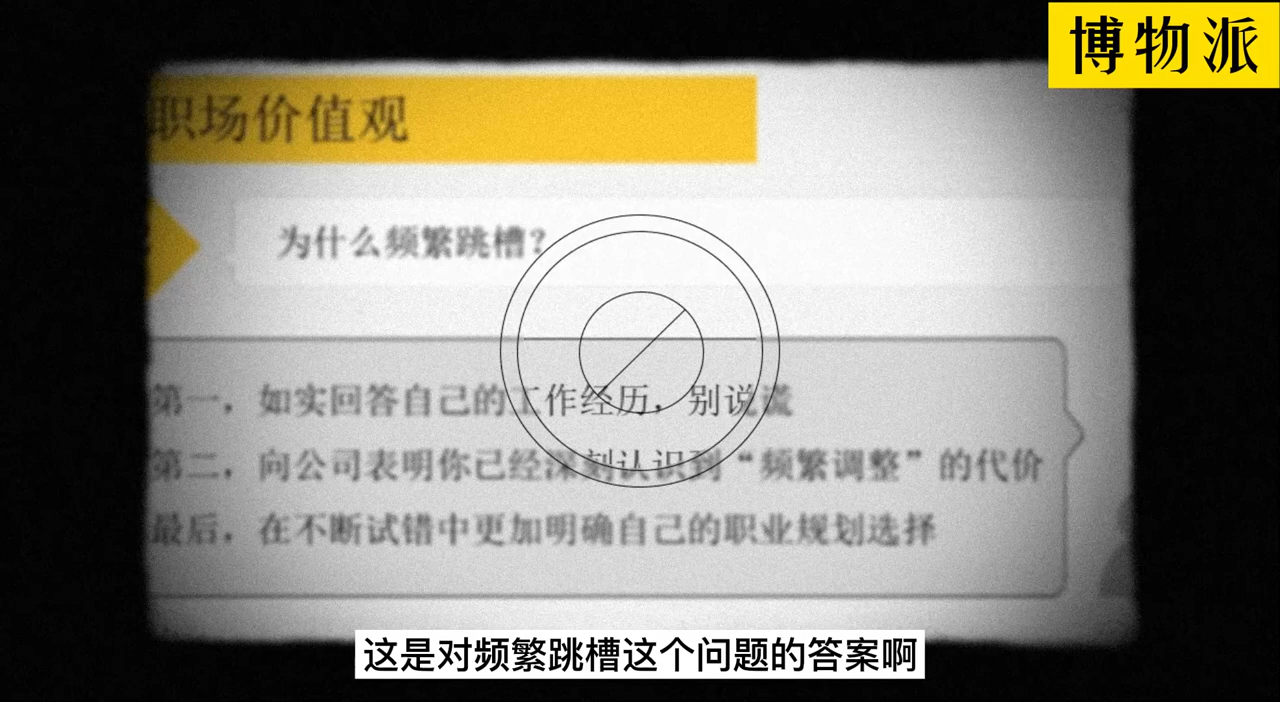 博物派
职场价值观
为什么频繁跳槽？
第一，如实回答自己的工作经历，别说谎
第二，向公司表明你已经深刻认识到“频繁调整”的代价
最后，在不断试错中更加明确自己的职业规划选择
这是对频繁跳槽这个问题的答案啊